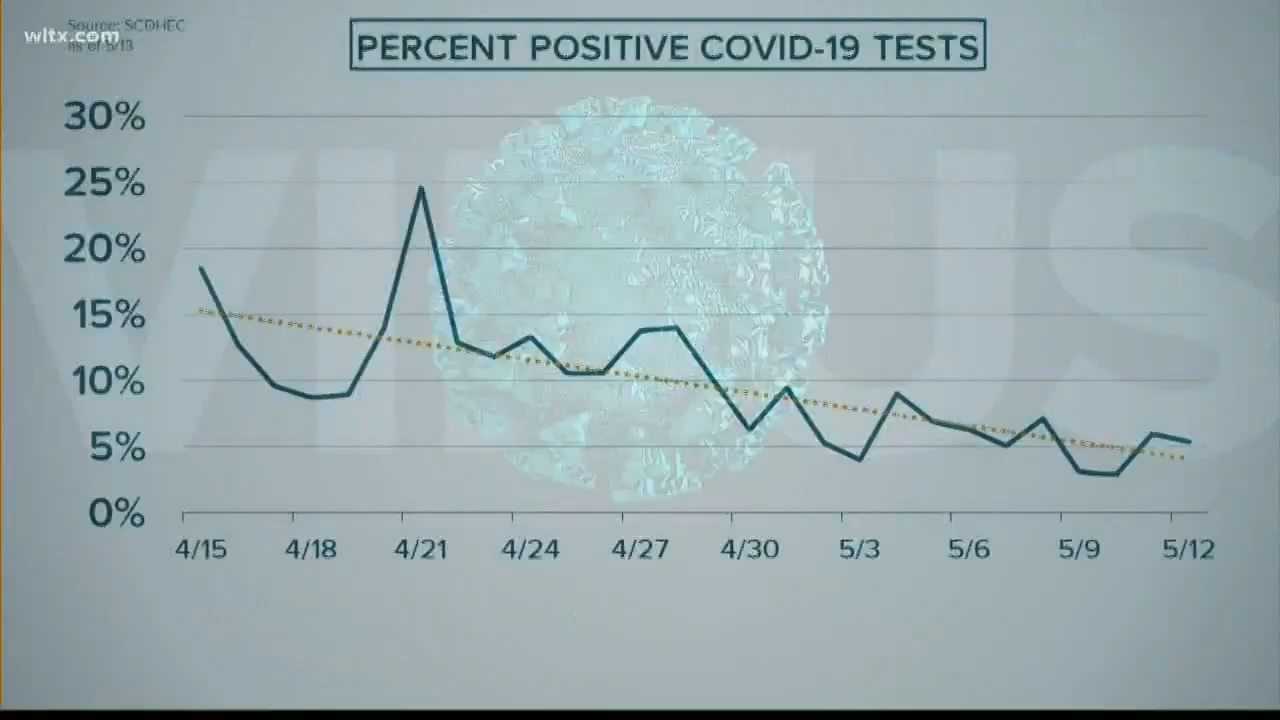 Source: SCDHEC
wltx.com
as of 5/13
PERCENT POSITIVE COVID-19 TESTS
30%
25%
20%
15%
10%
5%
0%
4/15 4/18 4/21 4/24 4/27 4/30 5/3 5/6 5/9 5/12
VIRUS